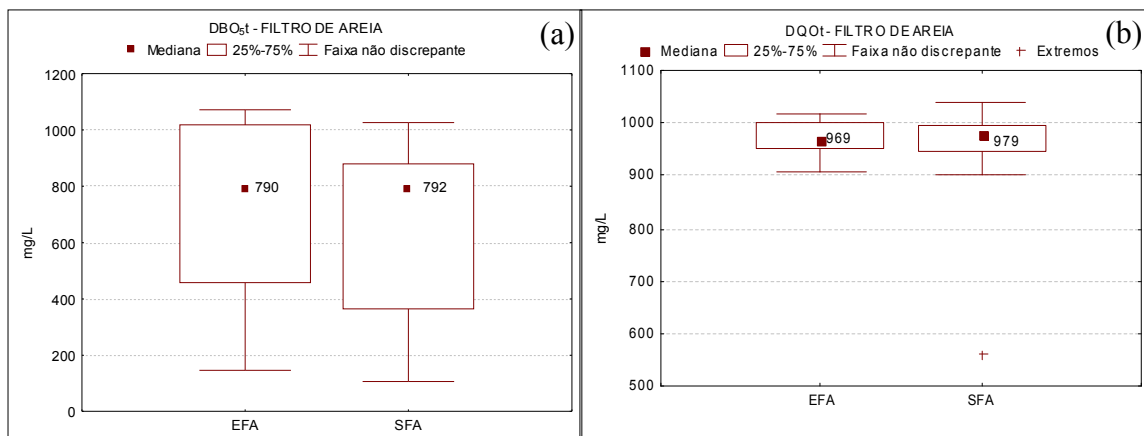 DBO₅t - FILTRO DE AREIA
(a)
Mediana 25%-75% Faixa não discrepante
mg/L
1200
1000
800
600
400
200
0
790
792
EFA SFA
DQOt- FILTRO DE AREIA
(b)
Mediana 25%-75% Faixa não discrepante Extremos
mg/L
1100
1000
900
800
700
600
500
969
979
EFA SFA